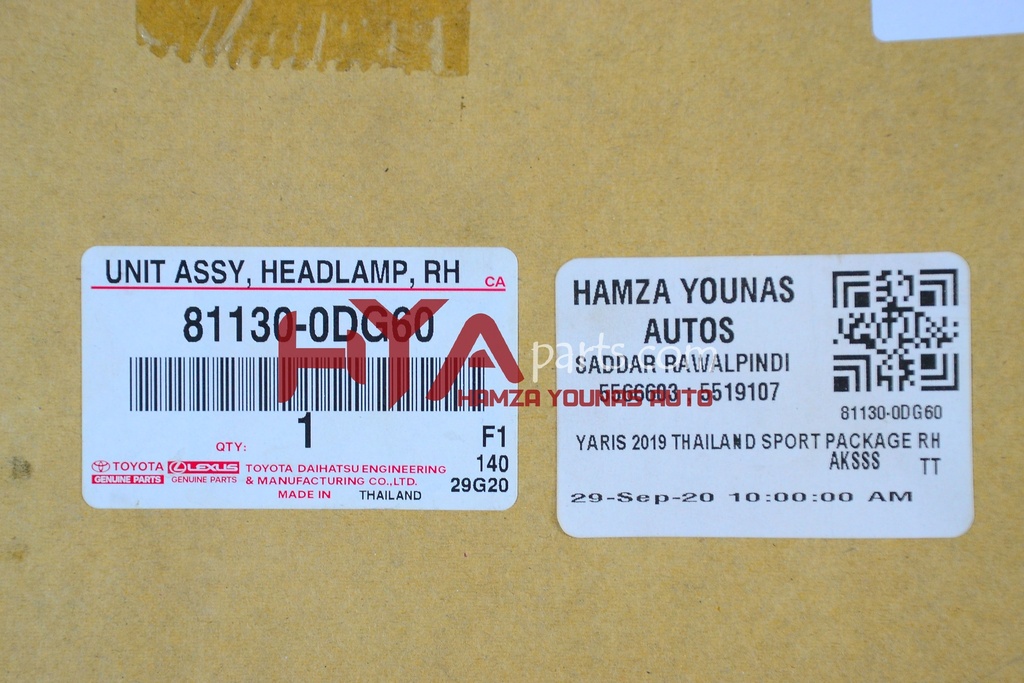 UNIT ASSY, HEADLAMP, RH
CA
81130-0DG60
1
QTY:
F1
140
29G20
TOYOTA
GENUINE PARTS
LEXUS
GENUINE PARTS
TOYOTA DAIHATSU ENGINEERING
& MANUFACTURING CO.,LTD.
MADE IN THAILAND
HYA parts.com
HAMZA YOUNAS AUTO
HAMZA YOUNAS
AUTOS
SADDAR RAWALPINDI
5566603 - 5519107
81130-0DG60
YARIS 2019 THAILAND SPORT PACKAGE RH
AKSSS
TT
29-Sep-20 10:00:00 AM